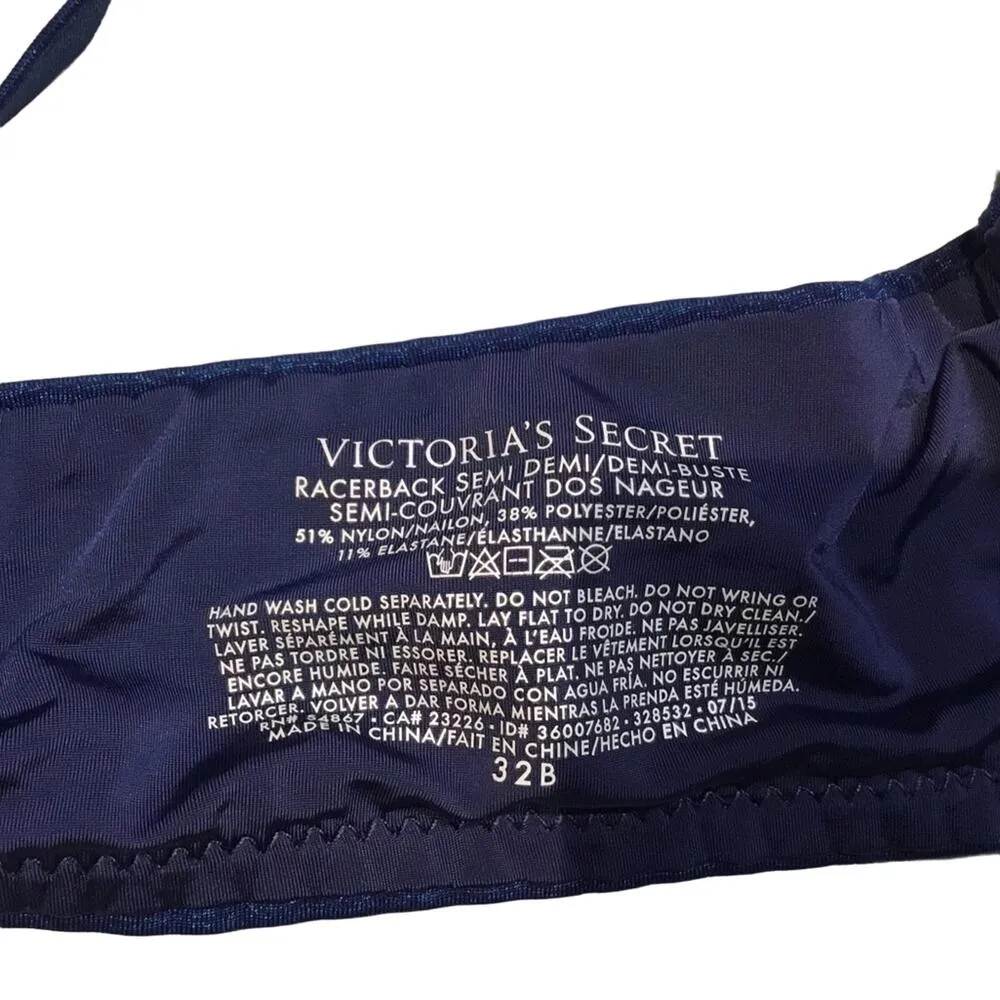 VICTORIA'S SECRET
RACERBACK SEMI DEMI/DEMI-BUSTE
SEMI-COUVRANT DOS NAGEUR
51% NYLON/NAILON, 38% POLYESTER/POLIÉSTER,
11% ELASTANE/ÉLASTHANNE/ELASTANO
HAND WASH COLD SEPARATELY. DO NOT BLEACH. DO NOT WRING OR
TWIST. RESHAPE WHILE DAMP. LAY FLAT TO DRY. DO NOT DRY CLEAN./
LAVER SÉPARÉMENT À LA MAIN, À L'EAU FROIDE. NE PAS JAVELLISER.
NE PAS TORDRE NI ESSORER. REPLACER LE VÊTEMENT LORSQU'IL EST
ENCORE HUMIDE. FAIRE SÉCHER À PLAT. NE PAS NETTOYER À SEC./
LAVAR A MANO POR SEPARADO CON AGUA FRÍA. NO ESCURRIR NI
RETORCER. VOLVER A DAR FORMA MIENTRAS LA PRENDA ESTÉ HÚMEDA.
RN# 54867 • CA# 23226 • ID# 36007682 • 328532 • 07/15
MADE IN CHINA/FAIT EN CHINE/HECHO EN CHINA
32B